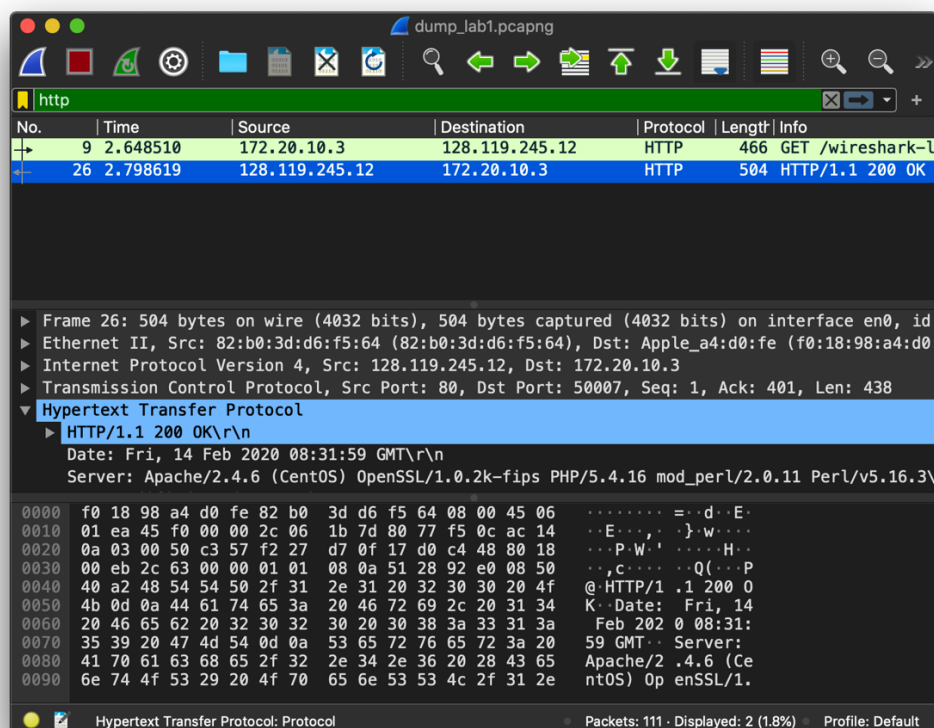 dump_lab1.pcapng
http
No. Time Source Destination Protocol Length Info
9 2.648510 172.20.10.3 128.119.245.12 HTTP 466 GET /wireshark-l
26 2.798619 128.119.245.12 172.20.10.3 HTTP 504 HTTP/1.1 200 OK
Frame 26: 504 bytes on wire (4032 bits), 504 bytes captured (4032 bits) on interface en0, id
Ethernet II, Src: 82:b0:3d:d6:f5:64 (82:b0:3d:d6:f5:64), Dst: Apple_a4:d0:fe (f0:18:98:a4:d0
Internet Protocol Version 4, Src: 128.119.245.12, Dst: 172.20.10.3
Transmission Control Protocol, Src Port: 80, Dst Port: 50007, Seq: 1, Ack: 401, Len: 438
Hypertext Transfer Protocol
HTTP/1.1 200 OK\r\n
Date: Fri, 14 Feb 2020 08:31:59 GMT\r\n
Server: Apache/2.4.6 (CentOS) OpenSSL/1.0.2k-fips PHP/5.4.16 mod_perl/2.0.11 Perl/v5.16.3\
0000 f0 18 98 a4 d0 fe 82 b0 3d d6 f5 64 08 00 45 06 ········ =··d··E·
0010 01 ea 45 f0 00 00 2c 06 1b 7d 80 77 f5 0c ac 14 ··E···,· ·}·w····
0020 0a 03 00 50 c3 57 f2 27 d7 0f 17 d0 c4 48 80 18 ···P·W·' ·····H··
0030 00 eb 2c 63 00 00 01 01 08 0a 51 28 92 e0 08 50 ··,c···· ··Q(···P
0040 40 a2 48 54 54 50 2f 31 2e 31 20 32 30 30 20 4f @·HTTP/1 .1 200 O
0050 4b 0d 0a 44 61 74 65 3a 20 46 72 69 2c 20 31 34 K··Date: Fri, 14
0060 20 46 65 62 20 32 30 32 30 20 30 38 3a 33 31 3a Feb 202 0 08:31:
0070 35 39 20 47 4d 54 0d 0a 53 65 72 76 65 72 3a 20 59 GMT·· Server:
0080 41 70 61 63 68 65 2f 32 2e 34 2e 36 20 28 43 65 Apache/2 .4.6 (Ce
0090 6e 74 4f 53 29 20 4f 70 65 6e 53 53 4c 2f 31 2e ntOS) Op enSSL/1.
Hypertext Transfer Protocol: Protocol Packets: 111 · Displayed: 2 (1.8%) Profile: Default